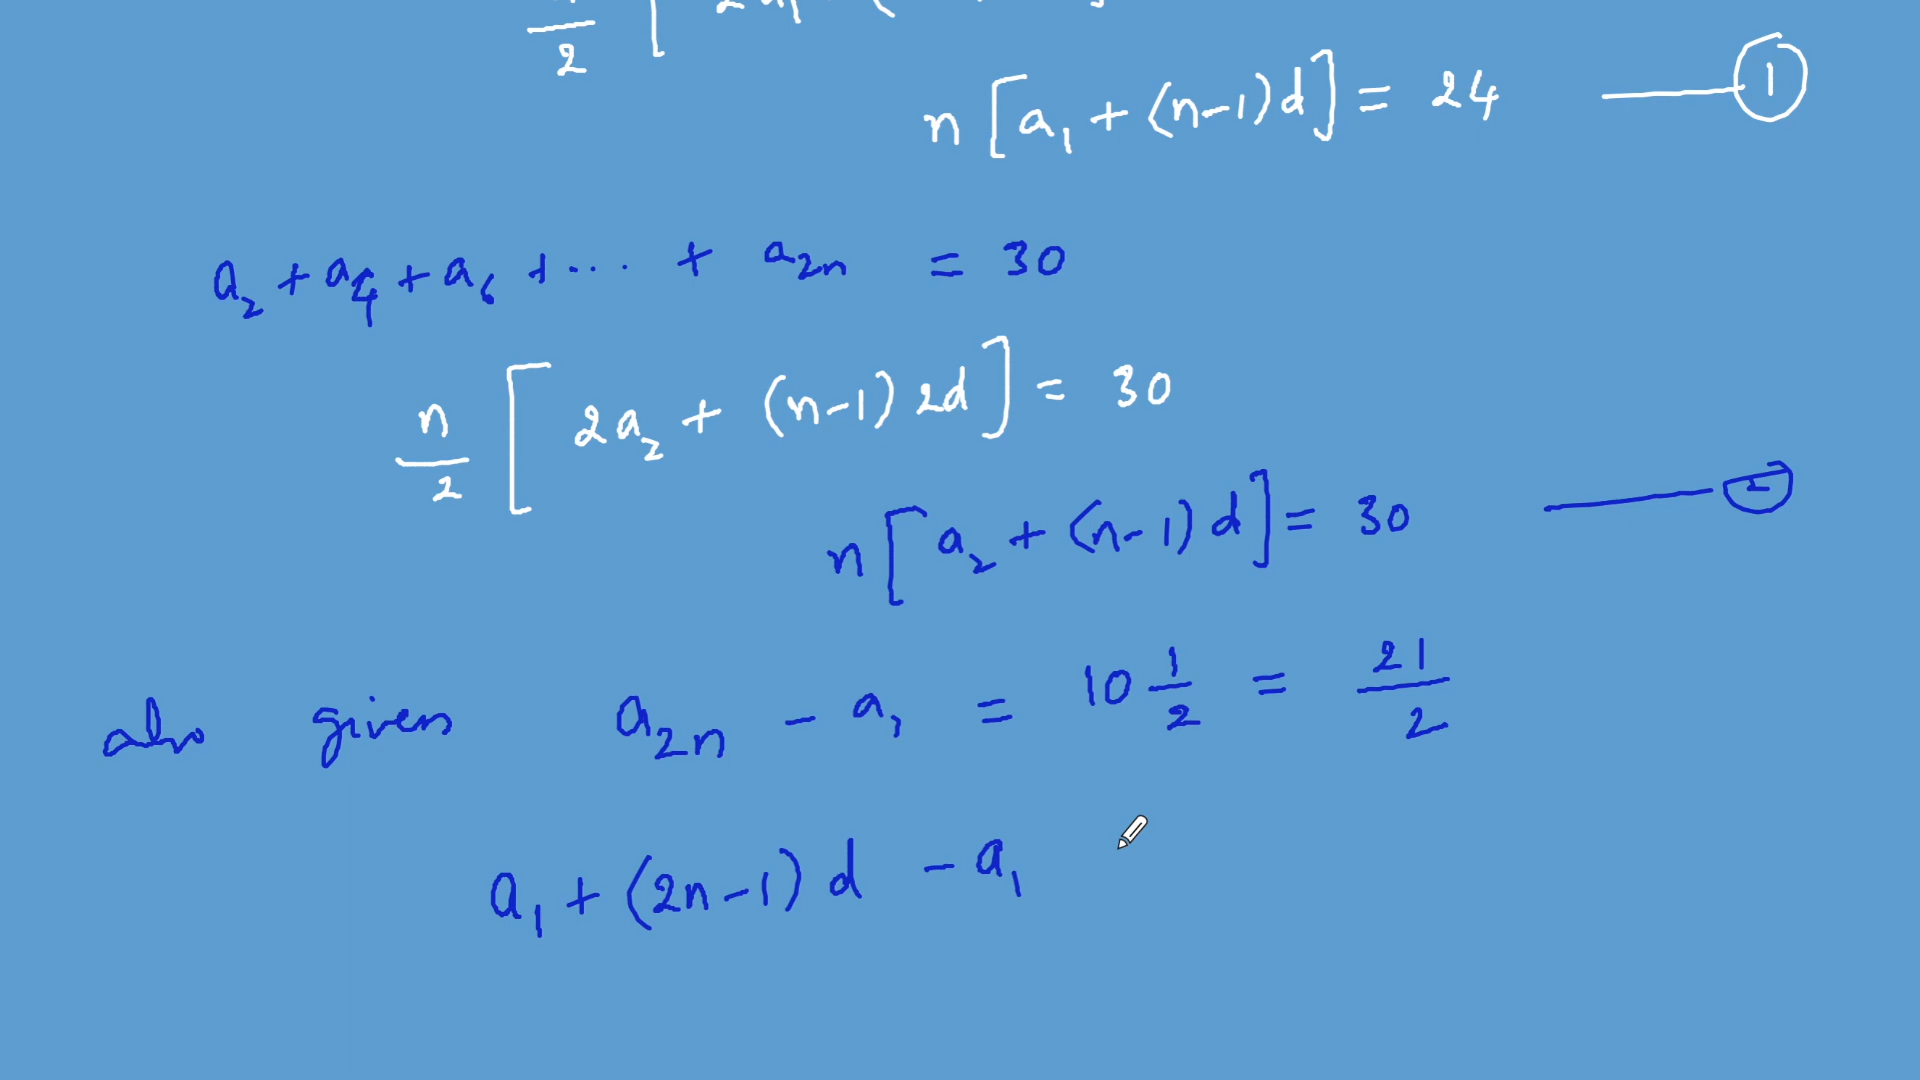 n/2 [
n[a₁ + (n-1)d] = 24 —— ①
a₂ + a₄ + a₆ + ... + a₂ₙ = 30
n/2 [2a₂ + (n-1)2d] = 30
n[a₂ + (n-1)d] = 30 —— ②
also given a₂ₙ - a₁ = 10 1/2 = 21/2
a₁ + (2n-1)d - a₁